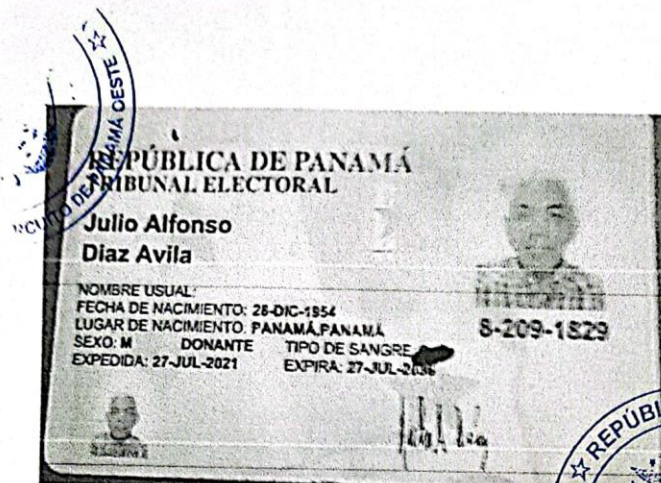 REPÚBLICA DE PANAMÁ
TRIBUNAL ELECTORAL
Julio Alfonso
Diaz Avila
NOMBRE USUAL:
FECHA DE NACIMIENTO: 28-DIC-1954
LUGAR DE NACIMIENTO: PANAMÁ,PANAMÁ
SEXO: M DONANTE TIPO DE SANGRE
EXPEDIDA: 27-JUL-2021 EXPIRA: 27-JUL-
8-209-1829
DE PANAMÁ OESTE
REPÚBLI